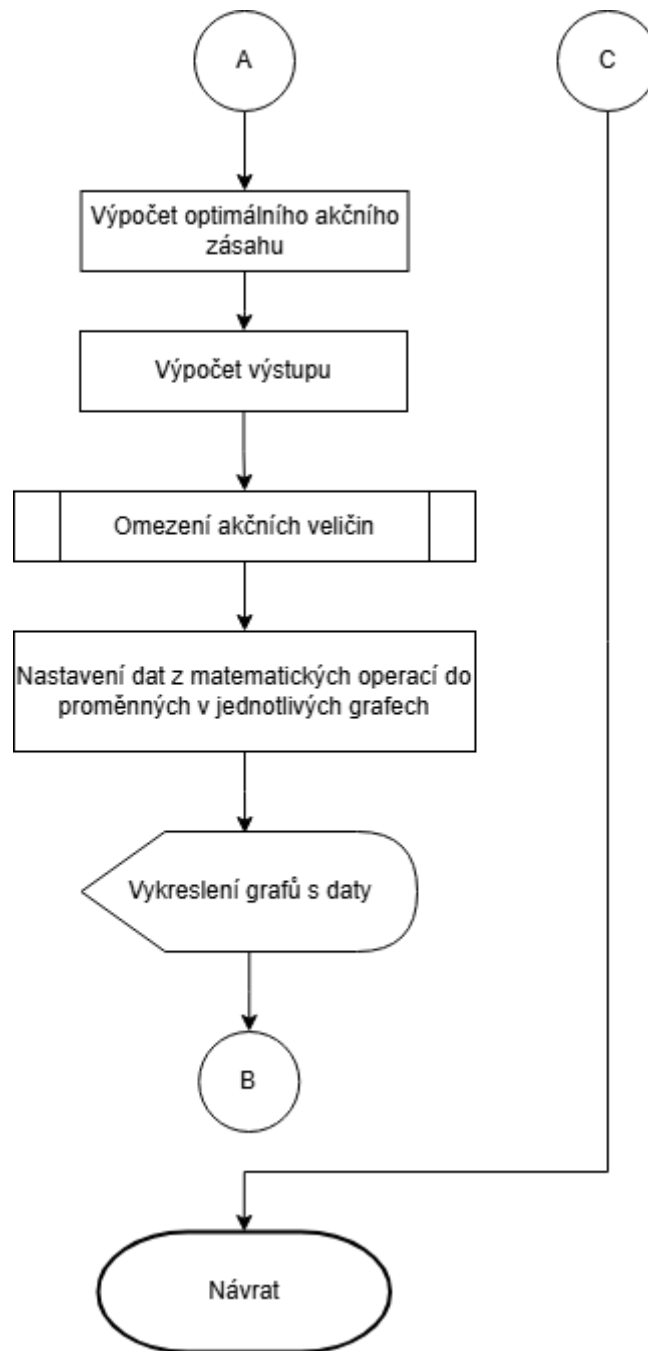 A
C
Výpočet optimálního akčního
zásahu
Výpočet výstupu
Omezení akčních veličin
Nastavení dat z matematických operací do
proměnných v jednotlivých grafech
Vykreslení grafů s daty
B
Návrat